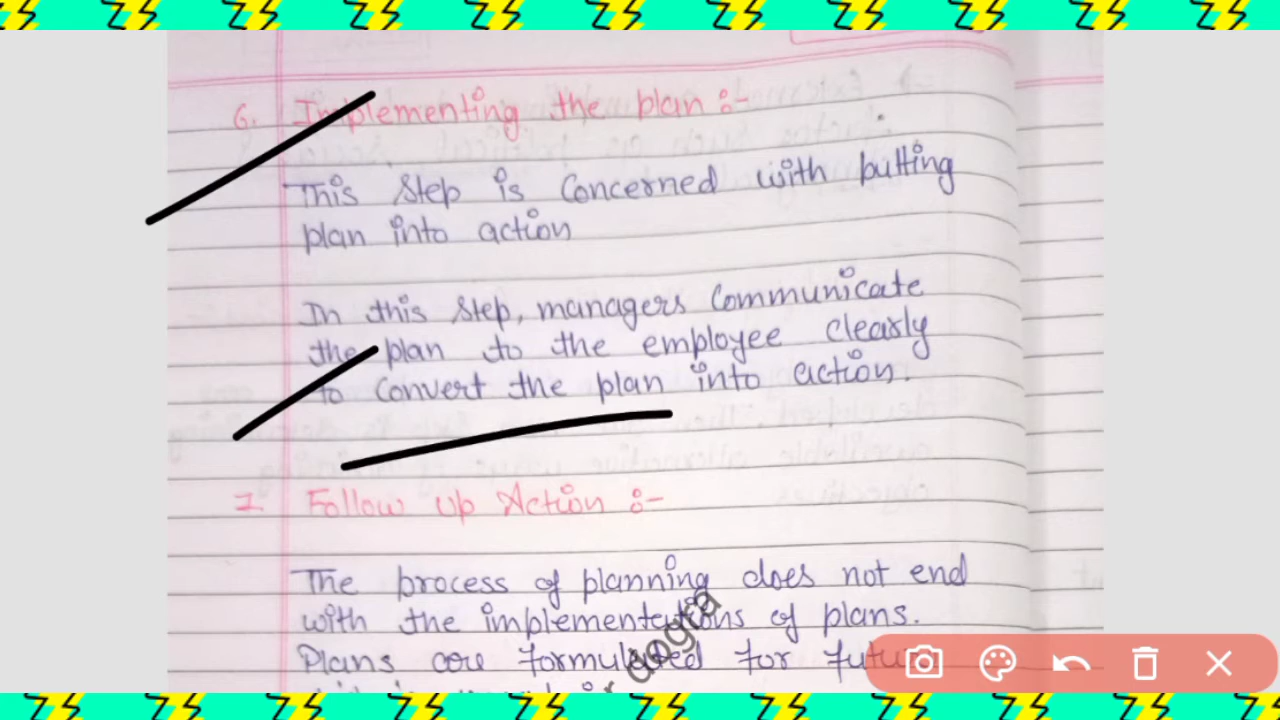 6. Implementing the plan :-
This step is concerned with putting
plan into action
In this step, managers communicate
the plan to the employee clearly
to convert the plan into action.
7. Follow up Action :-
The process of planning does not end
with the implementations of plans.
Plans are formulated for future
dogra